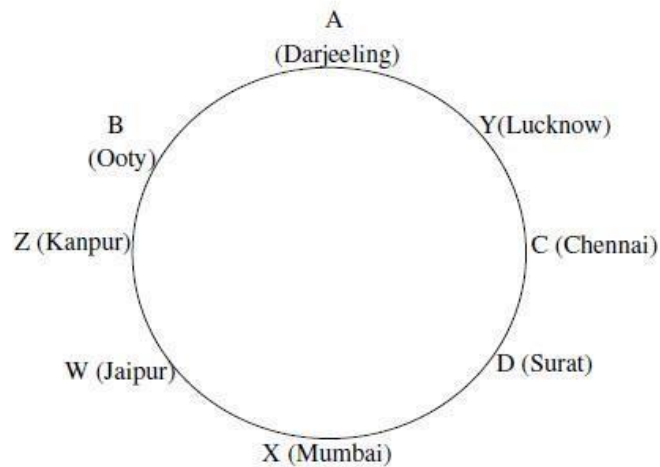 A
(Darjeeling)
B
(Ooty)
Y(Lucknow)
Z (Kanpur)
C (Chennai)
W (Jaipur)
D (Surat)
X (Mumbai)